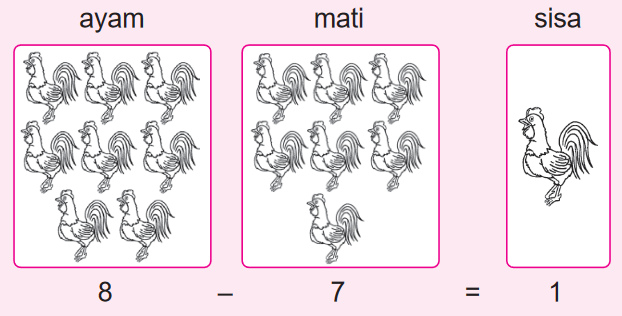 ayam mati sisa
8 – 7 = 1